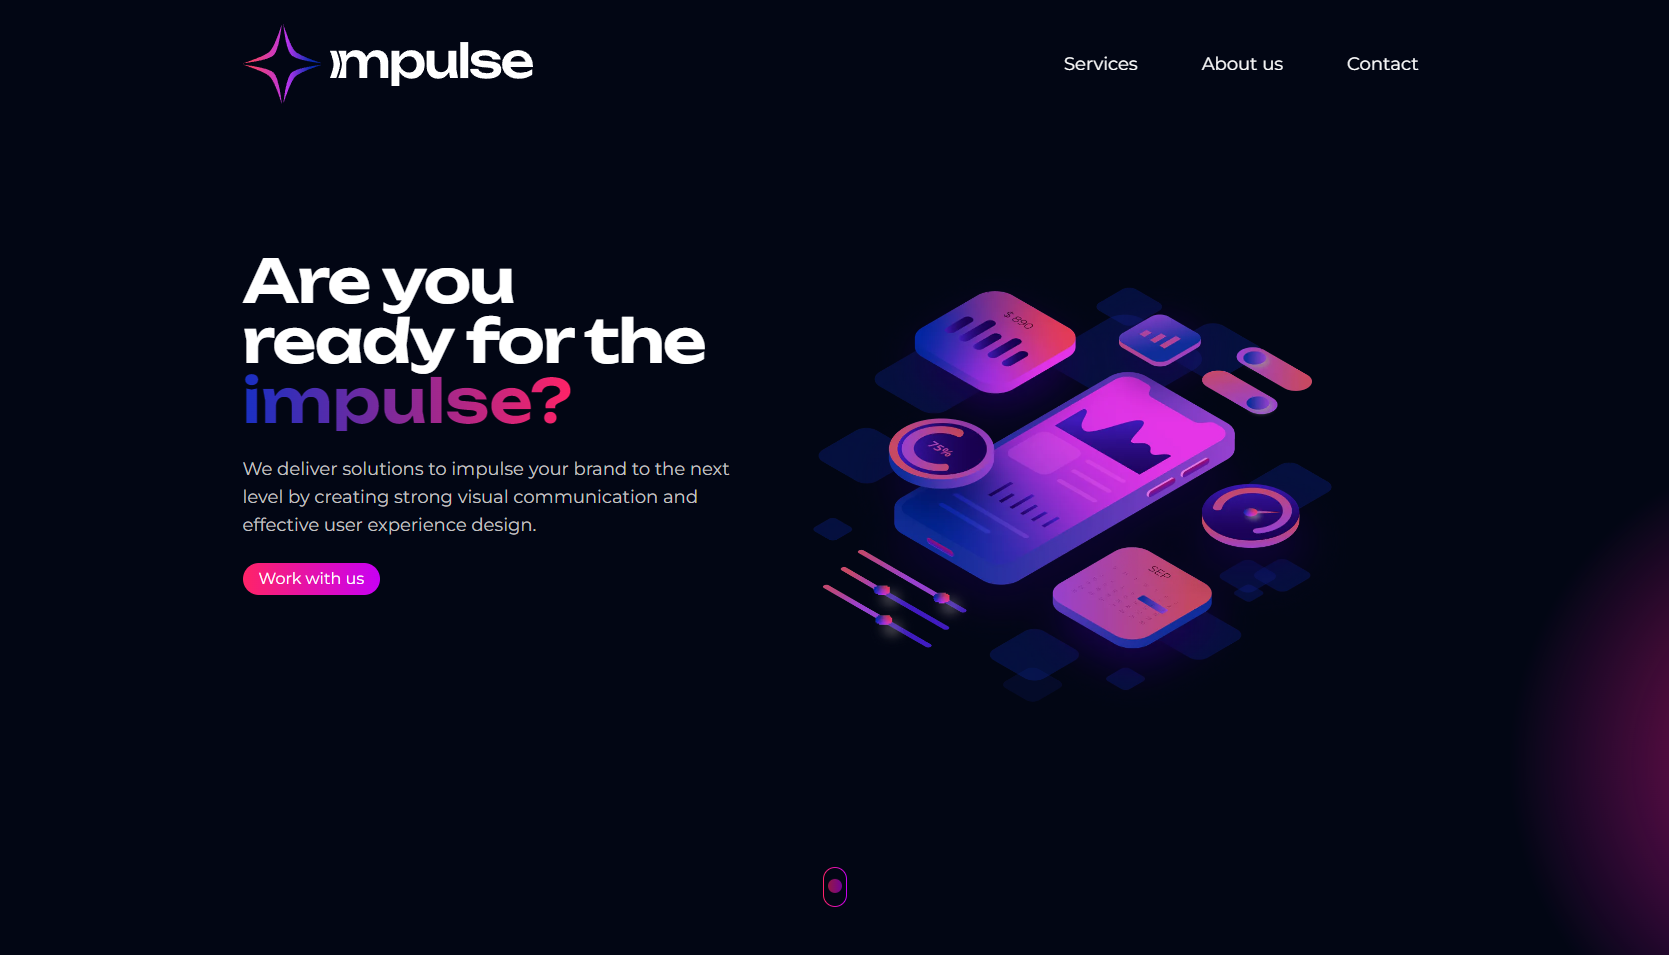 impulse
Services
About us
Contact
Are you
ready for the
impulse?
We deliver solutions to impulse your brand to the next
level by creating strong visual communication and
effective user experience design.
Work with us
$ 890
75%
SEP